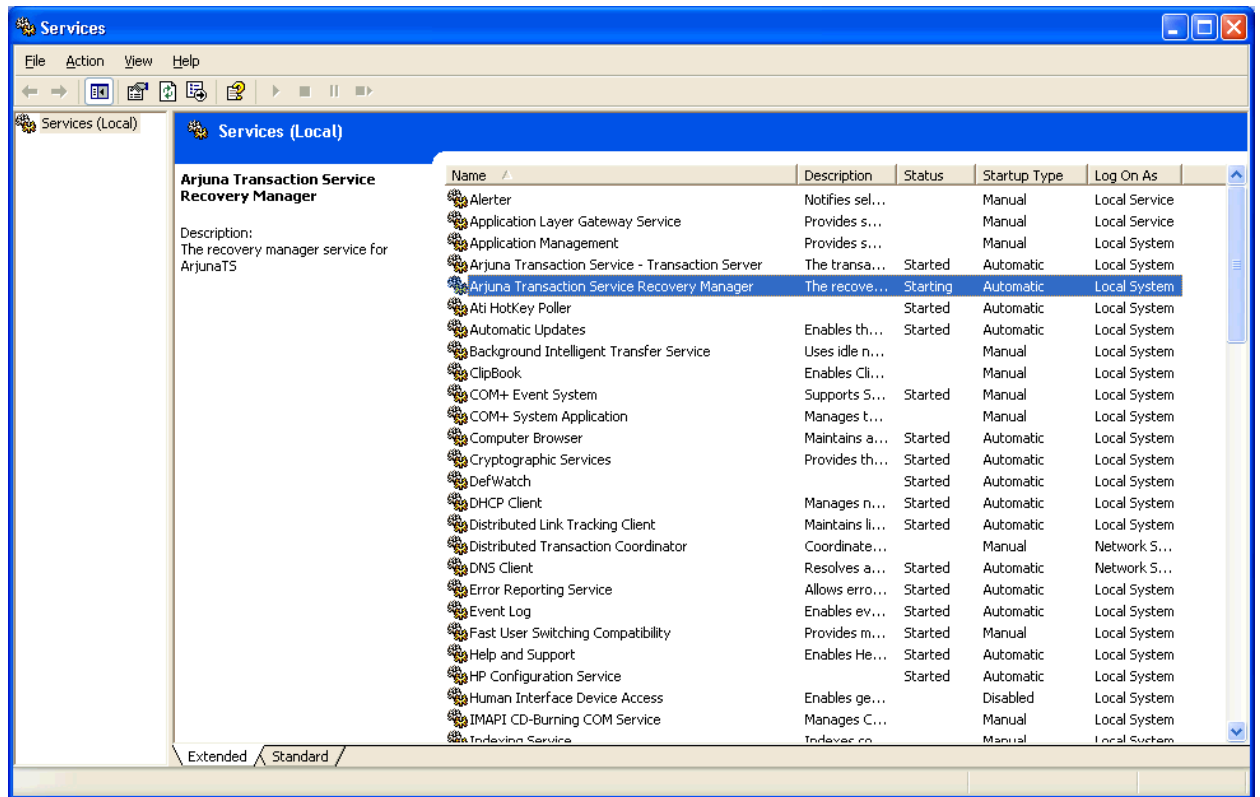 Services
File Action View Help
Services (Local)
Services (Local)
Arjuna Transaction Service
Recovery Manager
Description:
The recovery manager service for
ArjunaTS
Name Description Status Startup Type Log On As
Alerter Notifies sel... Manual Local Service
Application Layer Gateway Service Provides s... Manual Local Service
Application Management Provides s... Manual Local System
Arjuna Transaction Service - Transaction Server The transa... Started Automatic Local System
Arjuna Transaction Service Recovery Manager The recove... Starting Automatic Local System
Ati HotKey Poller Started Automatic Local System
Automatic Updates Enables th... Started Automatic Local System
Background Intelligent Transfer Service Uses idle n... Manual Local System
ClipBook Enables Cli... Manual Local System
COM+ Event System Supports S... Started Manual Local System
COM+ System Application Manages t... Manual Local System
Computer Browser Maintains a... Started Automatic Local System
Cryptographic Services Provides th... Started Automatic Local System
DefWatch Started Automatic Local System
DHCP Client Manages n... Started Automatic Local System
Distributed Link Tracking Client Maintains li... Started Automatic Local System
Distributed Transaction Coordinator Coordinate... Manual Network S...
DNS Client Resolves a... Started Automatic Network S...
Error Reporting Service Allows erro... Started Automatic Local System
Event Log Enables ev... Started Automatic Local System
Fast User Switching Compatibility Provides m... Started Manual Local System
Help and Support Enables He... Started Automatic Local System
HP Configuration Service Started Automatic Local System
Human Interface Device Access Enables ge... Disabled Local System
IMAPI CD-Burning COM Service Manages C... Manual Local System
Indexing Service Indexes co... Manual Local System
Extended Standard